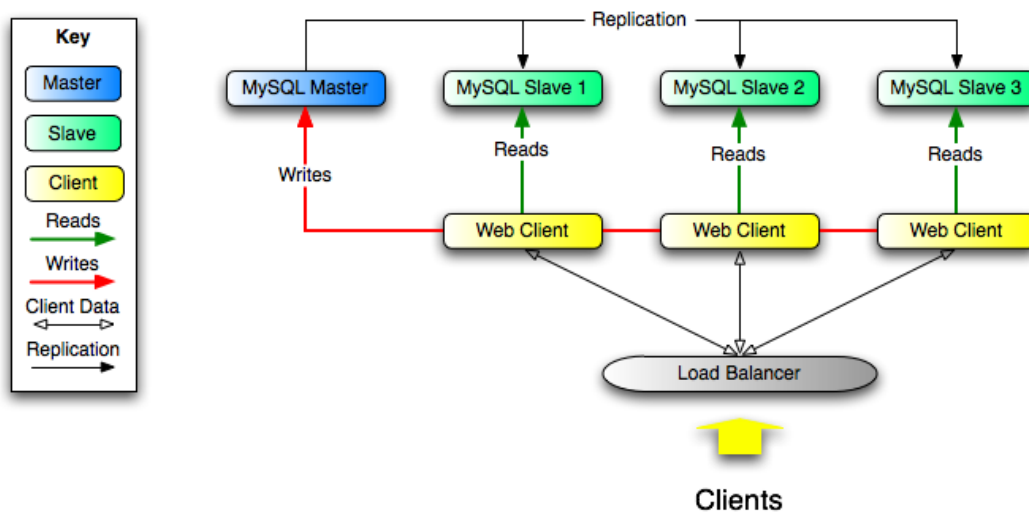 Key
Master
Slave
Client
Reads
Writes
Client Data
Replication
Replication
MySQL Master
MySQL Slave 1
MySQL Slave 2
MySQL Slave 3
Writes
Reads
Reads
Reads
Web Client
Web Client
Web Client
Load Balancer
Clients